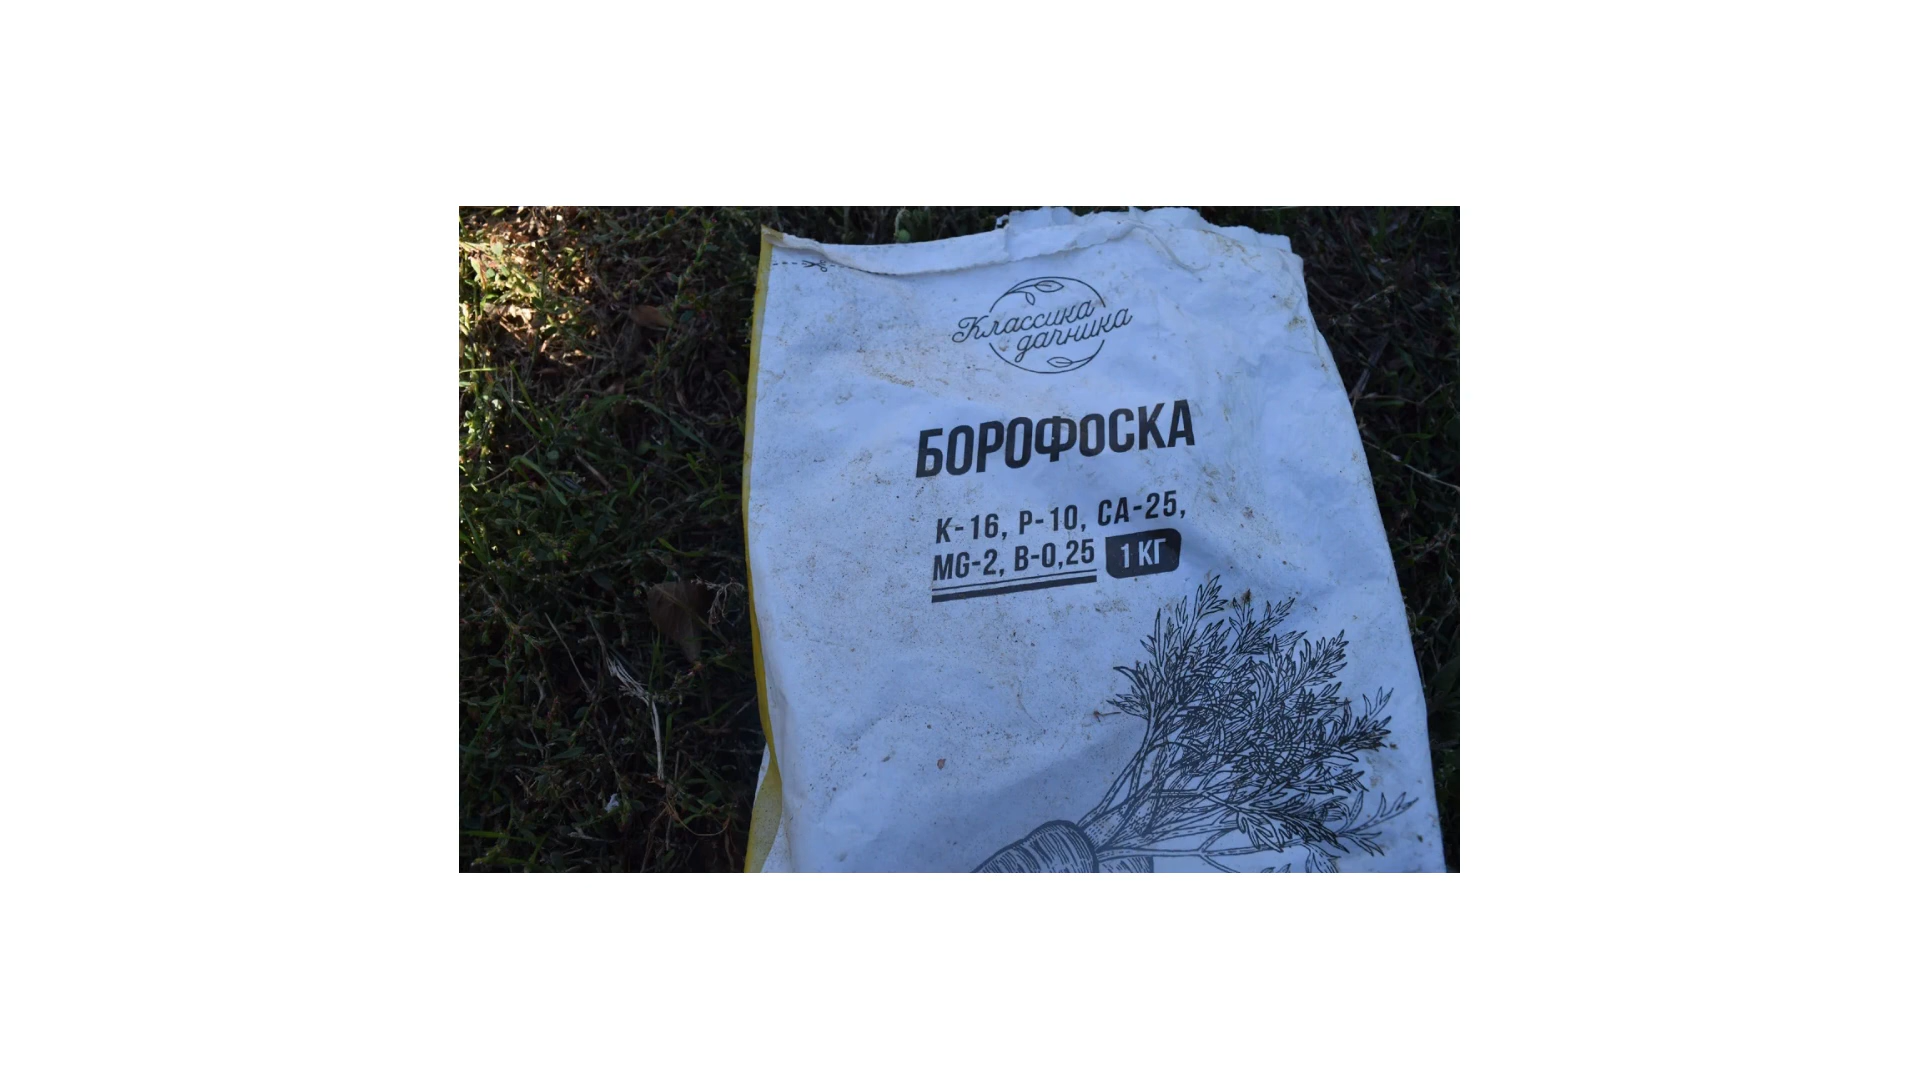 Классика
дачника
БОРОФОСКА
K-16, P-10, CA-25,
MG-2, B-0,25 1 КГ